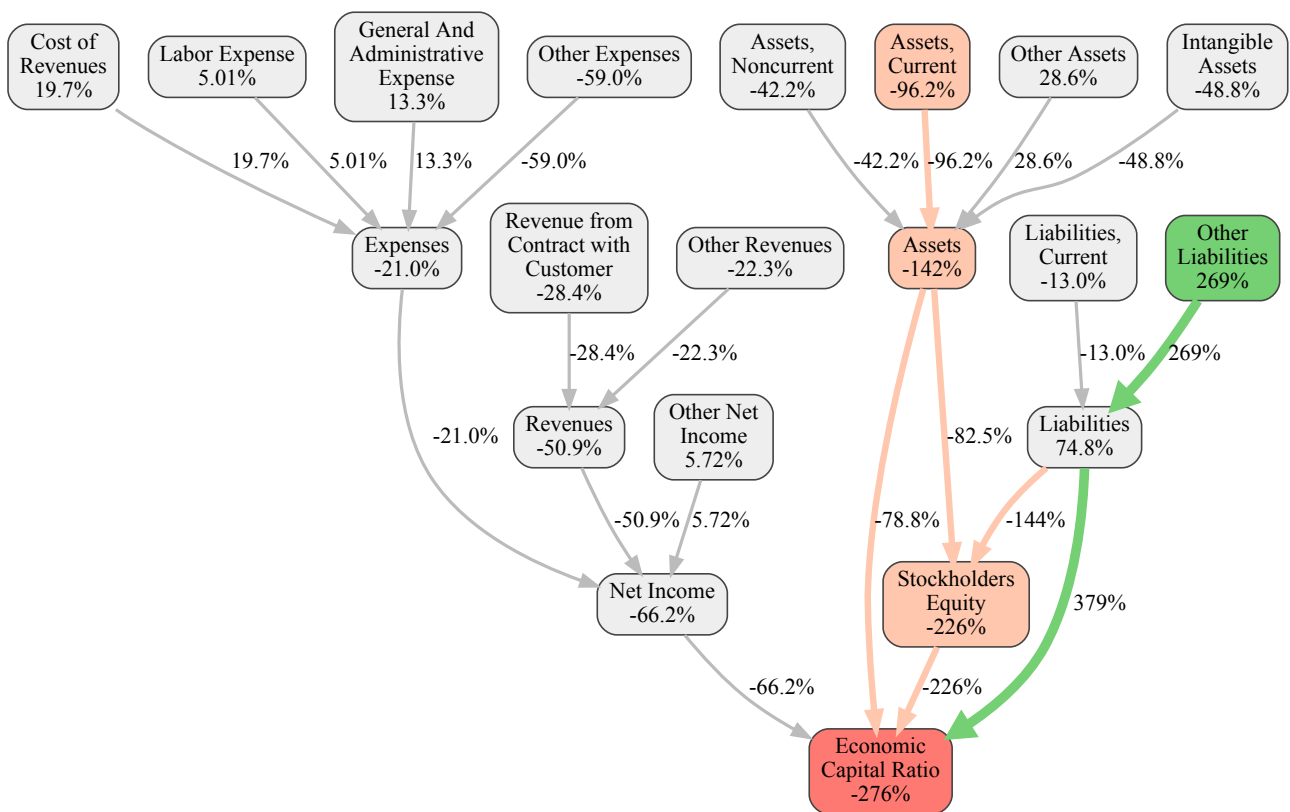 Cost of
Revenues
19.7%
Labor Expense
5.01%
General And
Administrative
Expense
13.3%
Other Expenses
-59.0%
Assets,
Noncurrent
-42.2%
Assets,
Current
-96.2%
Other Assets
28.6%
Intangible
Assets
-48.8%
19.7%
5.01%
13.3%
-59.0%
-42.2%
-96.2%
28.6%
-48.8%
Expenses
-21.0%
Revenue from
Contract with
Customer
-28.4%
Other Revenues
-22.3%
Assets
-142%
Liabilities,
Current
-13.0%
Other
Liabilities
269%
-28.4%
-22.3%
-13.0%
269%
Revenues
-50.9%
Other Net
Income
5.72%
Liabilities
74.8%
-21.0%
-82.5%
-50.9%
5.72%
-78.8%
-144%
Net Income
-66.2%
Stockholders
Equity
-226%
379%
-66.2%
-226%
Economic
Capital Ratio
-276%